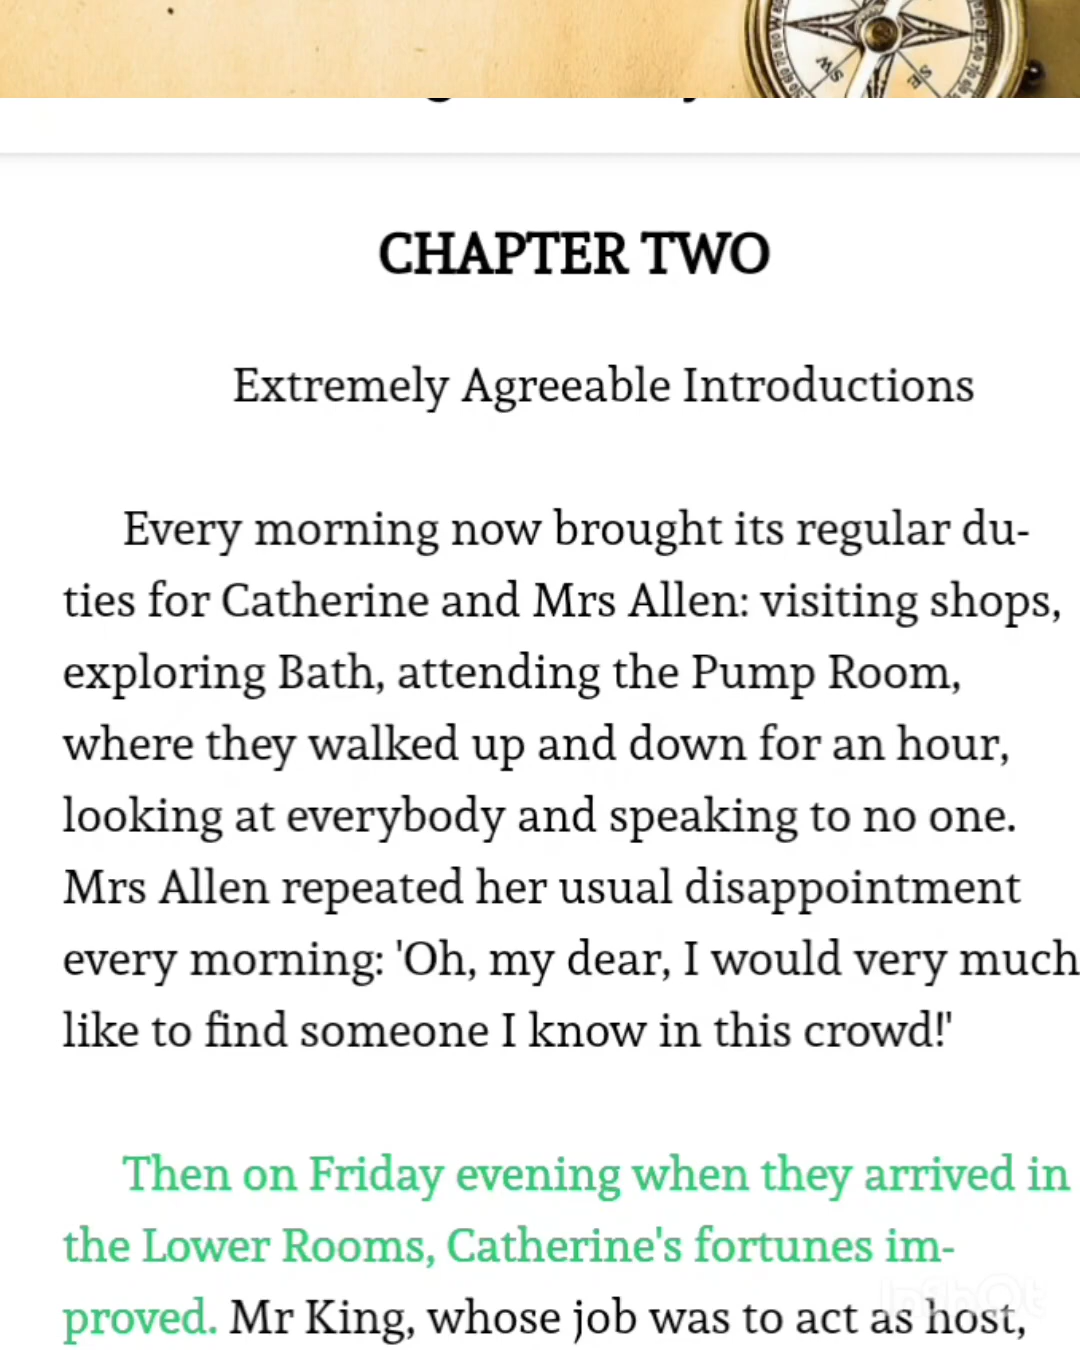 W
SW
SE
CHAPTER TWO
Extremely Agreeable Introductions
Every morning now brought its regular du-
ties for Catherine and Mrs Allen: visiting shops,
exploring Bath, attending the Pump Room,
where they walked up and down for an hour,
looking at everybody and speaking to no one.
Mrs Allen repeated her usual disappointment
every morning: 'Oh, my dear, I would very much
like to find someone I know in this crowd!'
Then on Friday evening when they arrived in
the Lower Rooms, Catherine's fortunes im-
proved. Mr King, whose job was to act as host,